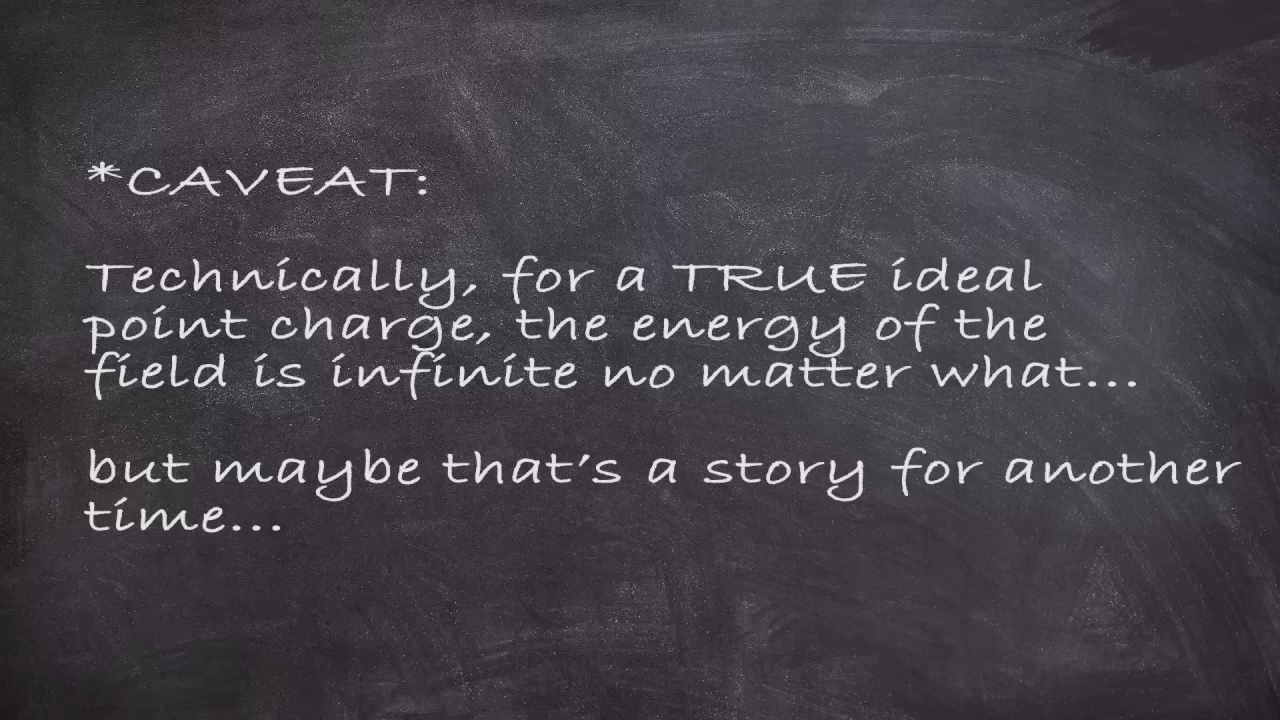 *CAVEAT:
Technically, for a TRUE ideal
point charge, the energy of the
field is infinite no matter what...
but maybe that's a story for another
time...